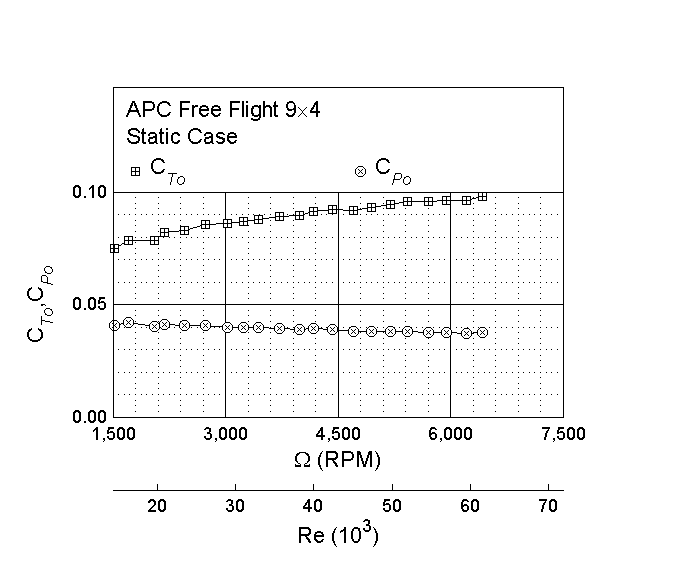 APC Free Flight 9×4
Static Case
C_To C_Po
0.10
0.05
0.00
C_To,C_Po
1,500 3,000 4,500 6,000 7,500
Ω (RPM)
20 30 40 50 60 70
Re (10^3)